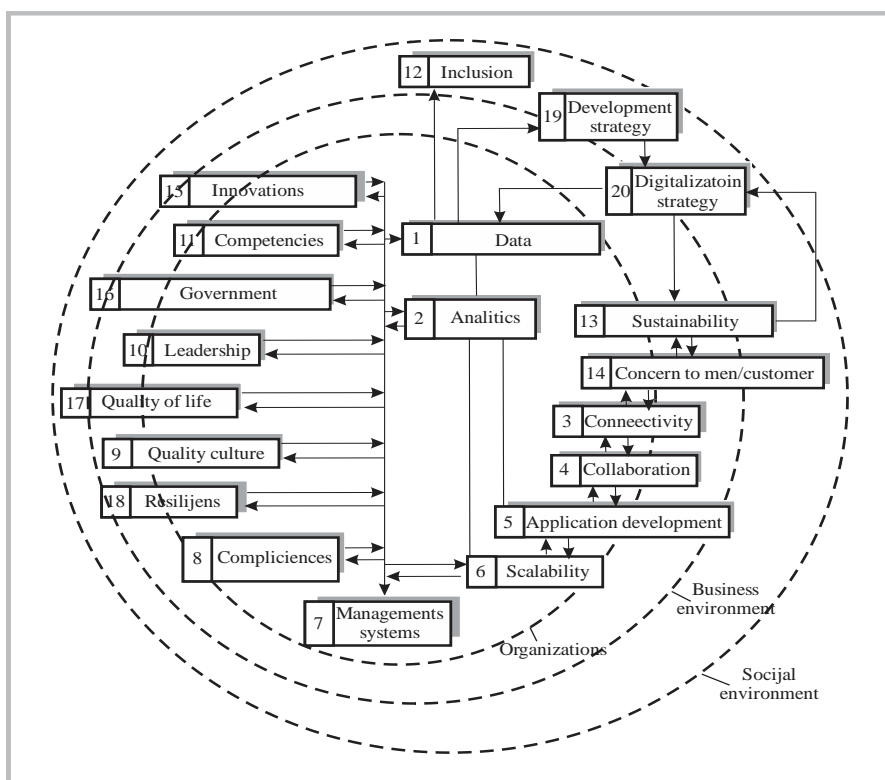 12 Inclusion
19 Development
strategy
15 Innovations
20 Digitalizatoin
strategy
11 Competencies
1 Data
16 Government
2 Analitics
13 Sustainability
10 Leadership
14 Concern to men/customer
17 Quality of life
3 Conneectivity
9 Quality culture
4 Collaboration
18 Resilijens
5 Application development
8 Compliciences
6 Scalability
7 Managements
systems
Business
environment
Organizations
Socijal
environment